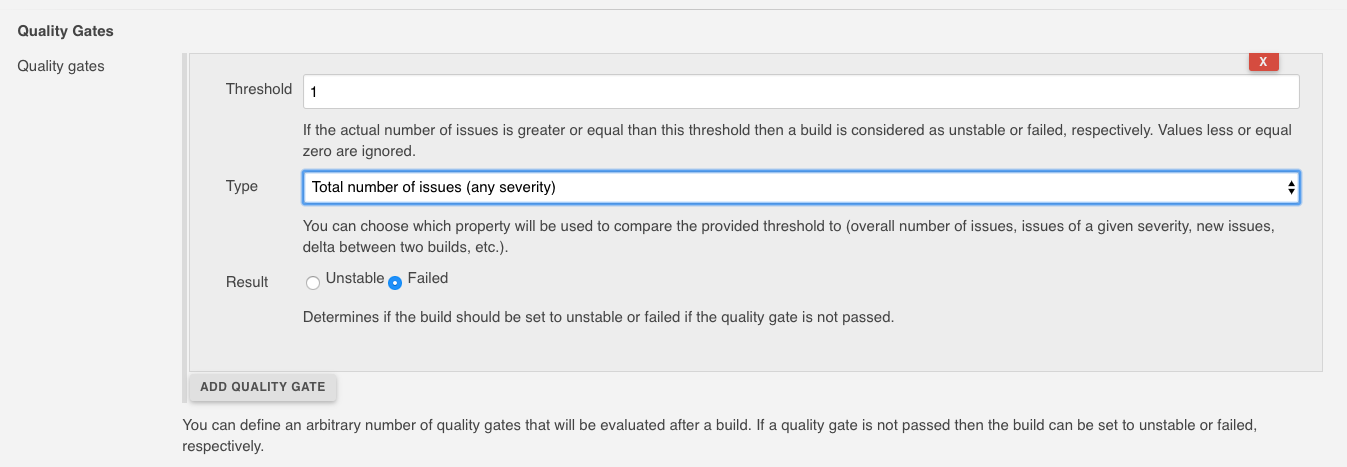 Quality Gates
Quality gates
X
Threshold
1
If the actual number of issues is greater or equal than this threshold then a build is considered as unstable or failed, respectively. Values less or equal
zero are ignored.
Type
Total number of issues (any severity)
You can choose which property will be used to compare the provided threshold to (overall number of issues, issues of a given severity, new issues,
delta between two builds, etc.).
Result
Unstable Failed
Determines if the build should be set to unstable or failed if the quality gate is not passed.
ADD QUALITY GATE
You can define an arbitrary number of quality gates that will be evaluated after a build. If a quality gate is not passed then the build can be set to unstable or failed,
respectively.